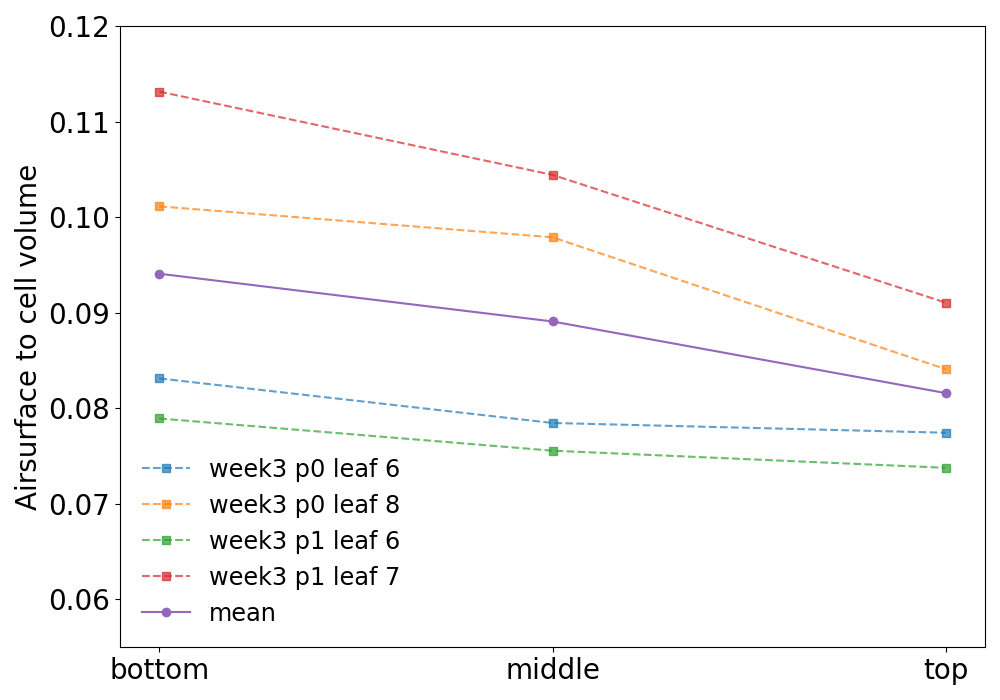 0.12
0.11
0.10
0.09
0.08
0.07
0.06
Airsurface to cell volume
week3 p0 leaf 6
week3 p0 leaf 8
week3 p1 leaf 6
week3 p1 leaf 7
mean
bottom middle top